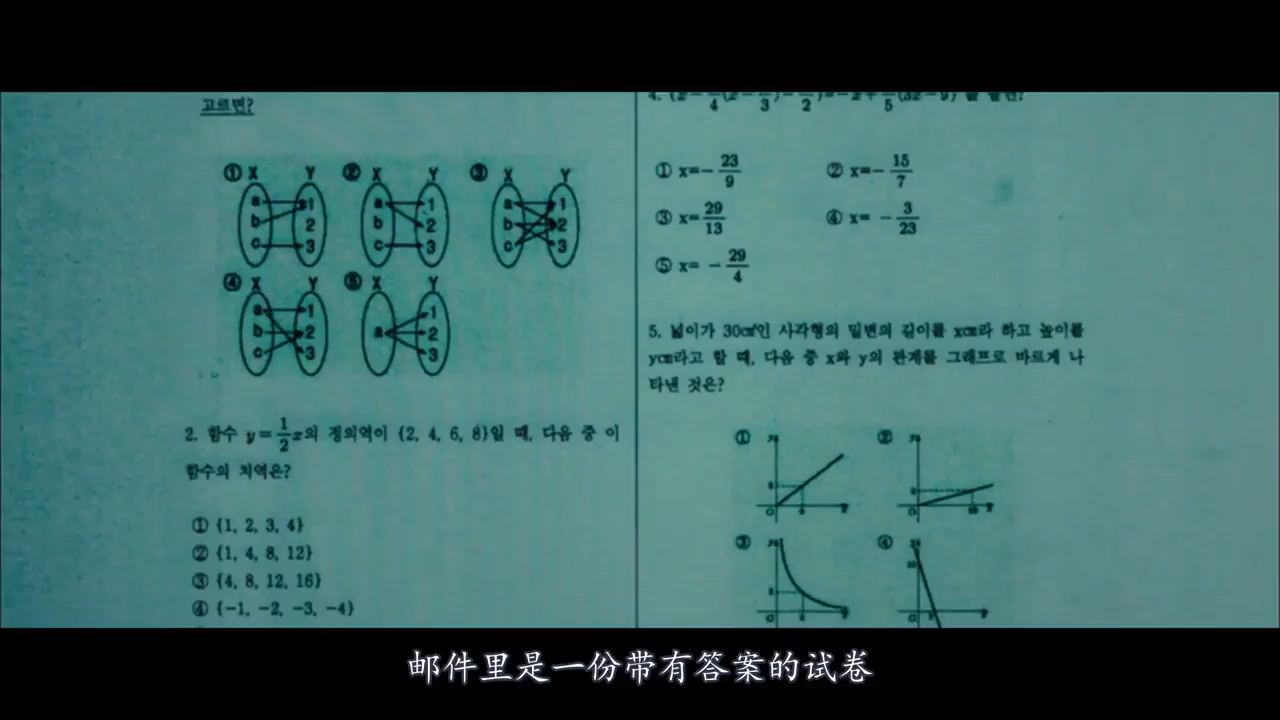 고르면?
① X Y ② X Y ③ X Y
a b c 1 2 3
a b c 1 2 3
a b c 1 2 3
④ X Y ⑤ X Y
a b c 1 2 3
a 1 2 3
2. 함수 y=1/2x의 정의역이 {2, 4, 6, 8}일 때, 다음 중 이
함수의 치역은?
① {1, 2, 3, 4}
② {1, 4, 8, 12}
③ {4, 8, 12, 16}
④ {-1, -2, -3, -4}
① x=-23/9 ② x=-15/7
③ x=29/13 ④ x= -3/23
⑤ x= -29/4
5. 넓이가 30㎠인 사각형의 밑변의 길이를 x㎝라 하고 높이를
y㎝라고 할 때, 다음 중 x와 y의 관계를 그래프로 바르게 나
타낸 것은?
① ②
③ ④
邮件里是一份带有答案的试卷